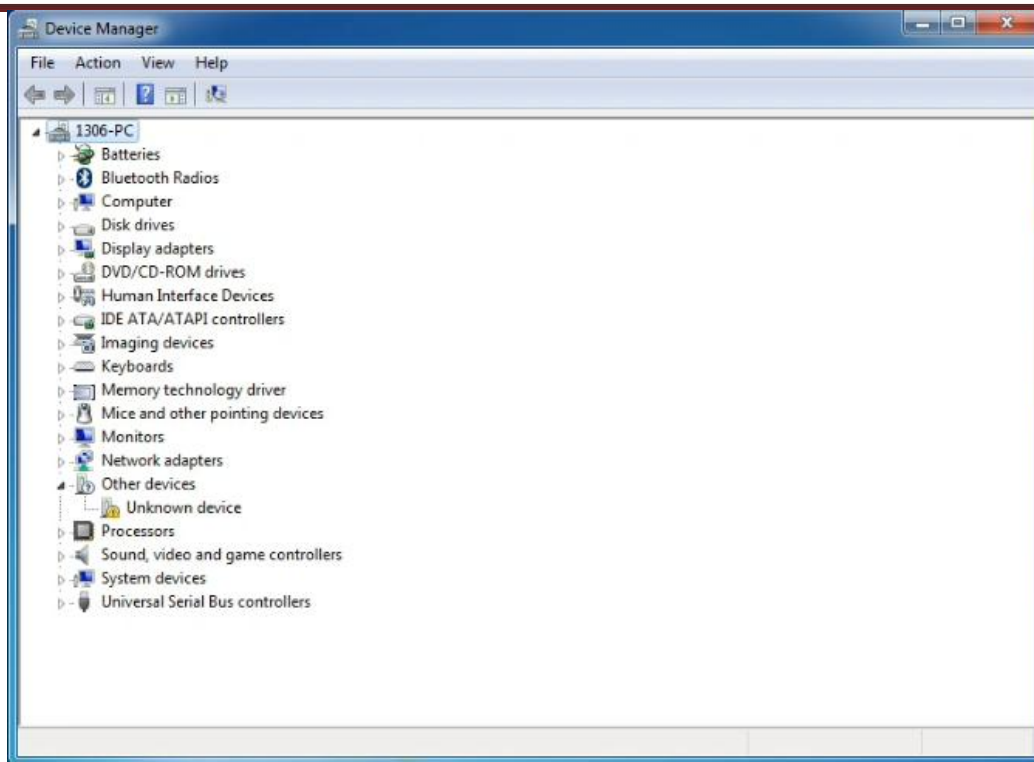 Device Manager
File Action View Help
1306-PC
Batteries
Bluetooth Radios
Computer
Disk drives
Display adapters
DVD/CD-ROM drives
Human Interface Devices
IDE ATA/ATAPI controllers
Imaging devices
Keyboards
Memory technology driver
Mice and other pointing devices
Monitors
Network adapters
Other devices
Unknown device
Processors
Sound, video and game controllers
System devices
Universal Serial Bus controllers